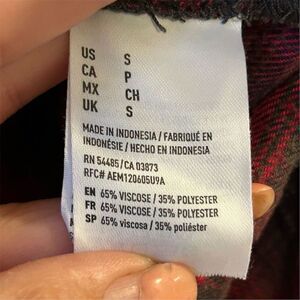 US S
CA P
MX CH
UK S
MADE IN INDONESIA / FABRIQUÉ EN
INDONÉSIE / HECHO EN INDONESIA
RN 54485/CA 03873
RFC# AEM120605U9A
EN 65% VISCOSE / 35% POLYESTER
FR 65% VISCOSE / 35% POLYESTER
SP 65% viscosa / 35% poliéster